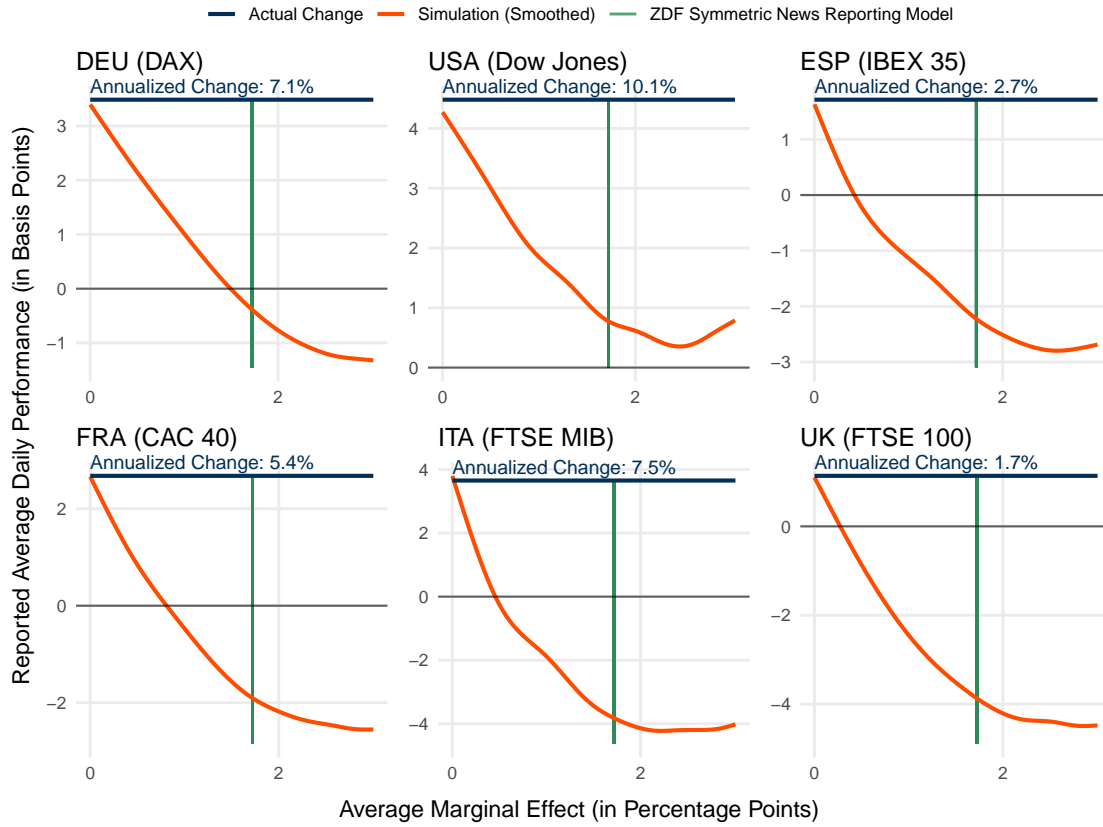 Actual Change Simulation (Smoothed) ZDF Symmetric News Reporting Model
DEU (DAX)
Annualized Change: 7.1%
3
2
1
0
−1
0 2
USA (Dow Jones)
Annualized Change: 10.1%
4
3
2
1
0
0 2
ESP (IBEX 35)
Annualized Change: 2.7%
1
0
−1
−2
−3
0 2
FRA (CAC 40)
Annualized Change: 5.4%
2
0
−2
0 2
ITA (FTSE MIB)
Annualized Change: 7.5%
4
2
0
−2
−4
0 2
UK (FTSE 100)
Annualized Change: 1.7%
0
−2
−4
0 2
Reported Average Daily Performance (in Basis Points)
Average Marginal Effect (in Percentage Points)